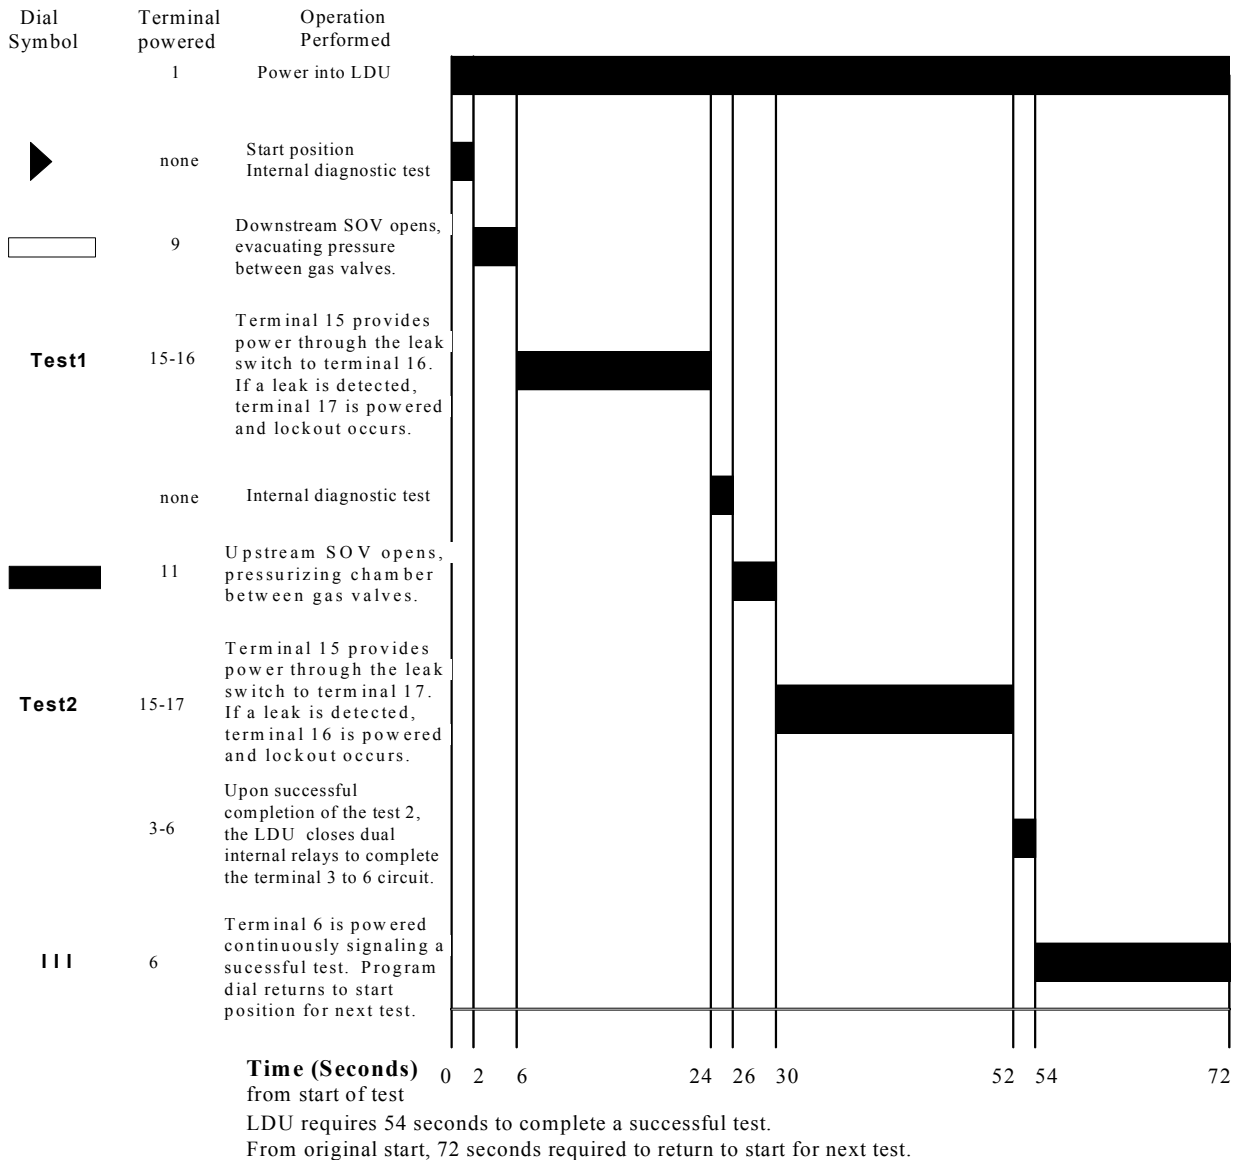 Dial Symbol
Terminal powered
Operation Performed
1
Power into LDU
none
Start position
Internal diagnostic test
9
Downstream SOV opens,
evacuating pressure
between gas valves.
Test1
15-16
Terminal 15 provides
power through the leak
switch to terminal 16.
If a leak is detected,
terminal 17 is powered
and lockout occurs.
none
Internal diagnostic test
11
Upstream SOV opens,
pressurizing chamber
between gas valves.
Test2
15-17
Terminal 15 provides
power through the leak
switch to terminal 17.
If a leak is detected,
terminal 16 is powered
and lockout occurs.
3-6
Upon successful
completion of the test 2,
the LDU closes dual
internal relays to complete
the terminal 3 to 6 circuit.
III
6
Terminal 6 is powered
continuously signaling a
sucessful test. Program
dial returns to start
position for next test.
Time (Seconds) 0 2 6 24 26 30 52 54 72
from start of test
LDU requires 54 seconds to complete a successful test.
From original start, 72 seconds required to return to start for next test.